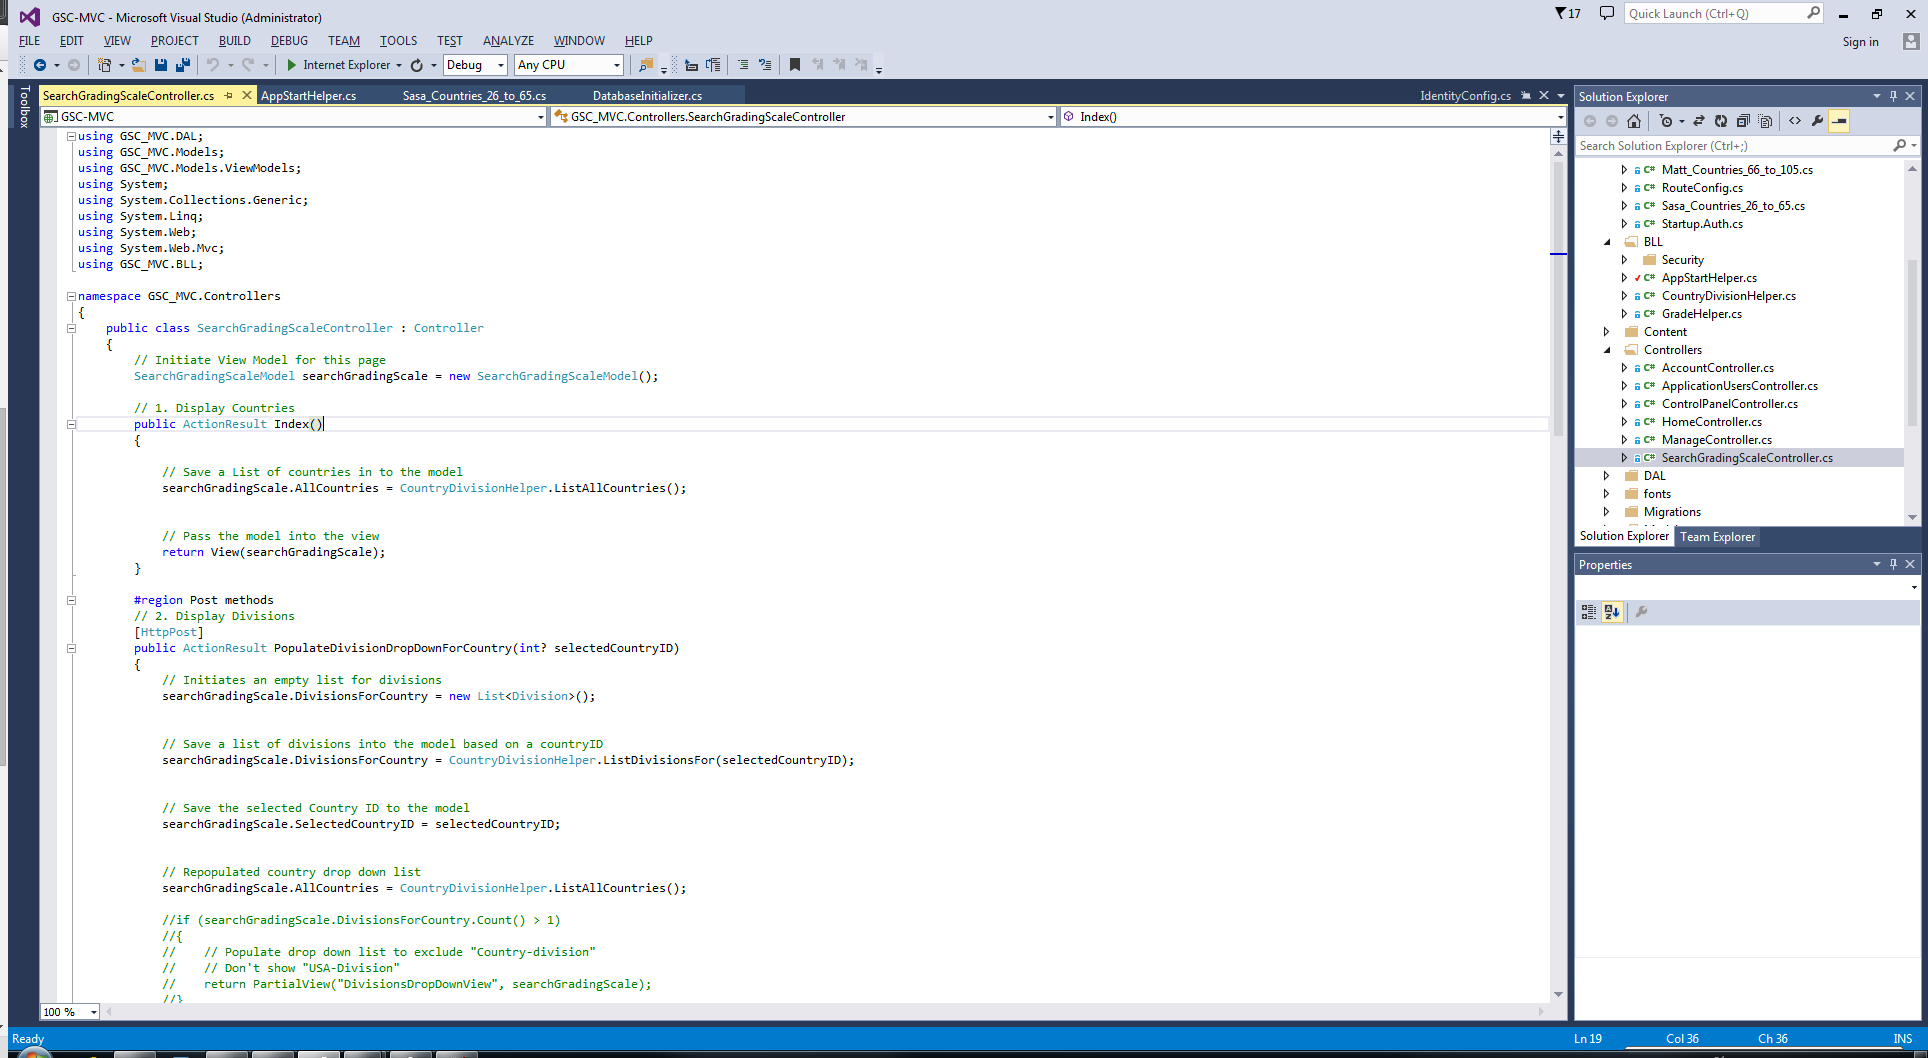 GSC-MVC - Microsoft Visual Studio (Administrator)
17
Quick Launch (Ctrl+Q)
FILE EDIT VIEW PROJECT BUILD DEBUG TEAM TOOLS TEST ANALYZE WINDOW HELP
Sign in
Internet Explorer Debug Any CPU
Toolbox
SearchGradingScaleController.cs AppStartHelper.cs Sasa_Countries_26_to_65.cs DatabaseInitializer.cs IdentityConfig.cs
GSC-MVC GSC_MVC.Controllers.SearchGradingScaleController Index()
using GSC_MVC.DAL;
using GSC_MVC.Models;
using GSC_MVC.Models.ViewModels;
using System;
using System.Collections.Generic;
using System.Linq;
using System.Web;
using System.Web.Mvc;
using GSC_MVC.BLL;
namespace GSC_MVC.Controllers
{
public class SearchGradingScaleController : Controller
{
// Initiate View Model for this page
SearchGradingScaleModel searchGradingScale = new SearchGradingScaleModel();
// 1. Display Countries
public ActionResult Index()
{
// Save a List of countries in to the model
searchGradingScale.AllCountries = CountryDivisionHelper.ListAllCountries();
// Pass the model into the view
return View(searchGradingScale);
}
#region Post methods
// 2. Display Divisions
[HttpPost]
public ActionResult PopulateDivisionDropDownForCountry(int? selectedCountryID)
{
// Initiates an empty list for divisions
searchGradingScale.DivisionsForCountry = new List<Division>();
// Save a list of divisions into the model based on a countryID
searchGradingScale.DivisionsForCountry = CountryDivisionHelper.ListDivisionsFor(selectedCountryID);
// Save the selected Country ID to the model
searchGradingScale.SelectedCountryID = selectedCountryID;
// Repopulated country drop down list
searchGradingScale.AllCountries = CountryDivisionHelper.ListAllCountries();
//if (searchGradingScale.DivisionsForCountry.Count() > 1)
//{
// // Populate drop down list to exclude "Country-division"
// // Don't show "USA-Division"
// return PartialView("DivisionsDropDownView", searchGradingScale);
//}
100 %
Solution Explorer
Search Solution Explorer (Ctrl+;)
C# Matt_Countries_66_to_105.cs
C# RouteConfig.cs
C# Sasa_Countries_26_to_65.cs
C# Startup.Auth.cs
BLL
Security
C# AppStartHelper.cs
C# CountryDivisionHelper.cs
C# GradeHelper.cs
Content
Controllers
C# AccountController.cs
C# ApplicationUsersController.cs
C# ControlPanelController.cs
C# HomeController.cs
C# ManageController.cs
C# SearchGradingScaleController.cs
DAL
fonts
Migrations
Solution Explorer Team Explorer
Properties
Ready Ln 19 Col 36 Ch 36 INS